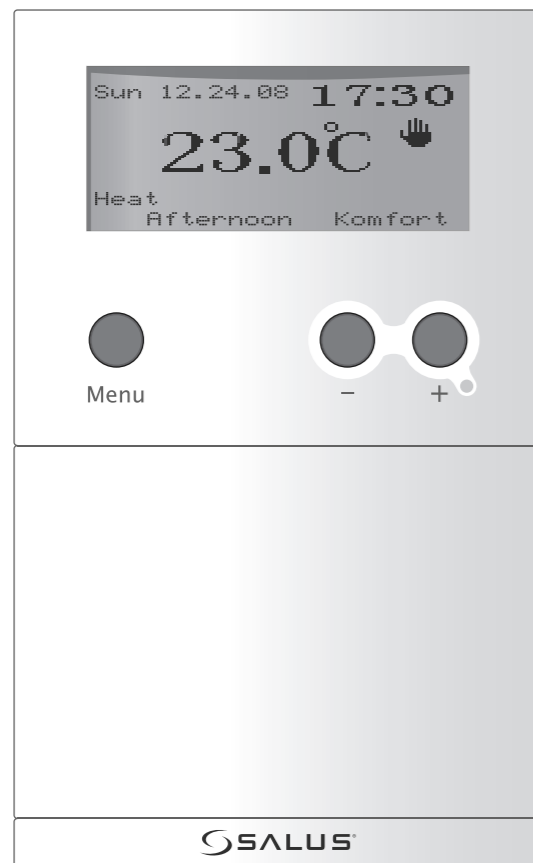 Sun 12.24.08 17:30
23.0°C
Heat
Afternoon Komfort
Menu - +
SALUS